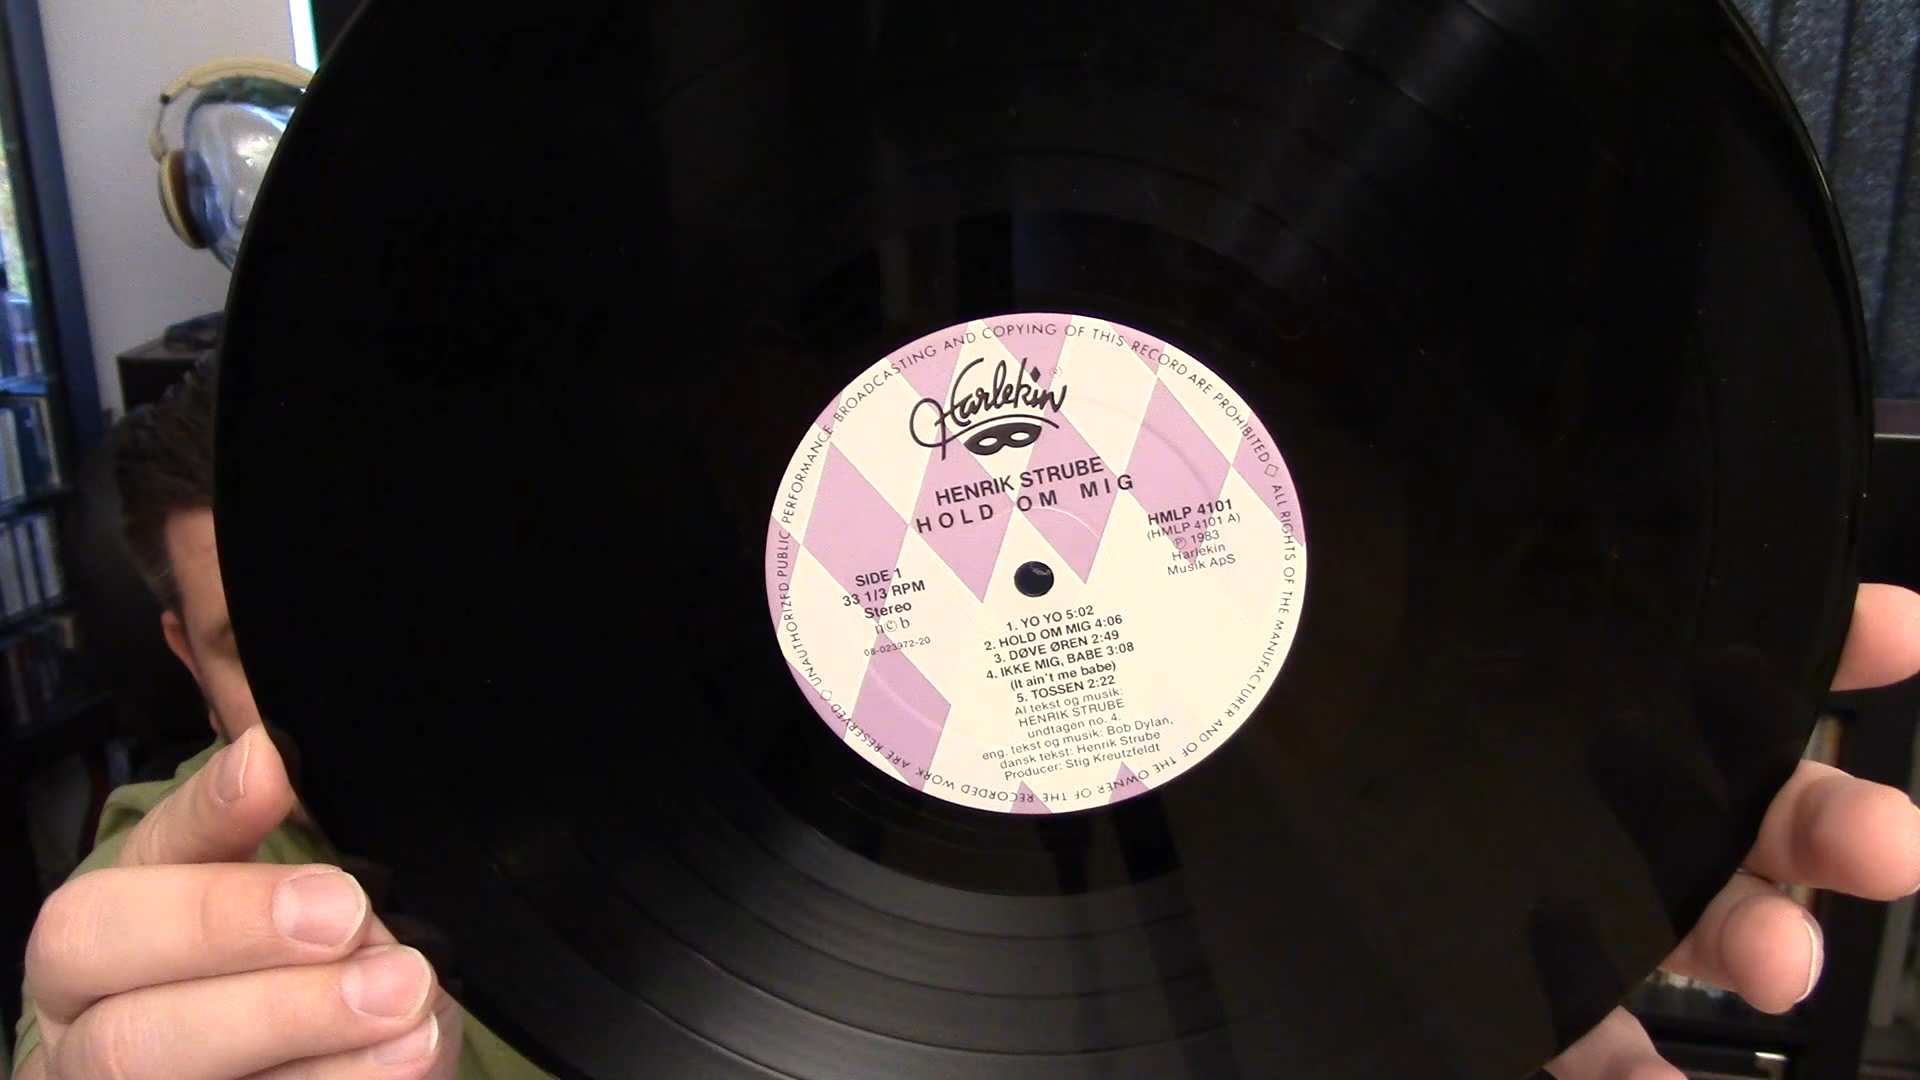 UNAUTHORIZED PUBLIC PERFORMANCE BROADCASTING AND COPYING OF THIS RECORD ARE PROHIBITED ◇ ALL RIGHTS OF THE MANUFACTURER AND OF THE OWNER OF THE RECORDED WORK ARE RESERVED ◇
Harlekin ®
HENRIK STRUBE
HOLD OM MIG
HMLP 4101
(HMLP 4101 A)
℗ 1983
Harlekin
Musik ApS
SIDE 1
33 1/3 RPM
Stereo
n©b
08-023972-20
1. YO YO 5:02
2. HOLD OM MIG 4:06
3. DØVE ØREN 2:49
4. IKKE MIG, BABE 3:08
(It ain't me babe)
5. TOSSEN 2:22
Al tekst og musik:
HENRIK STRUBE
undtagen no. 4.
eng. tekst og musik: Bob Dylan,
dansk tekst: Henrik Strube
Producer: Stig Kreutzfeldt